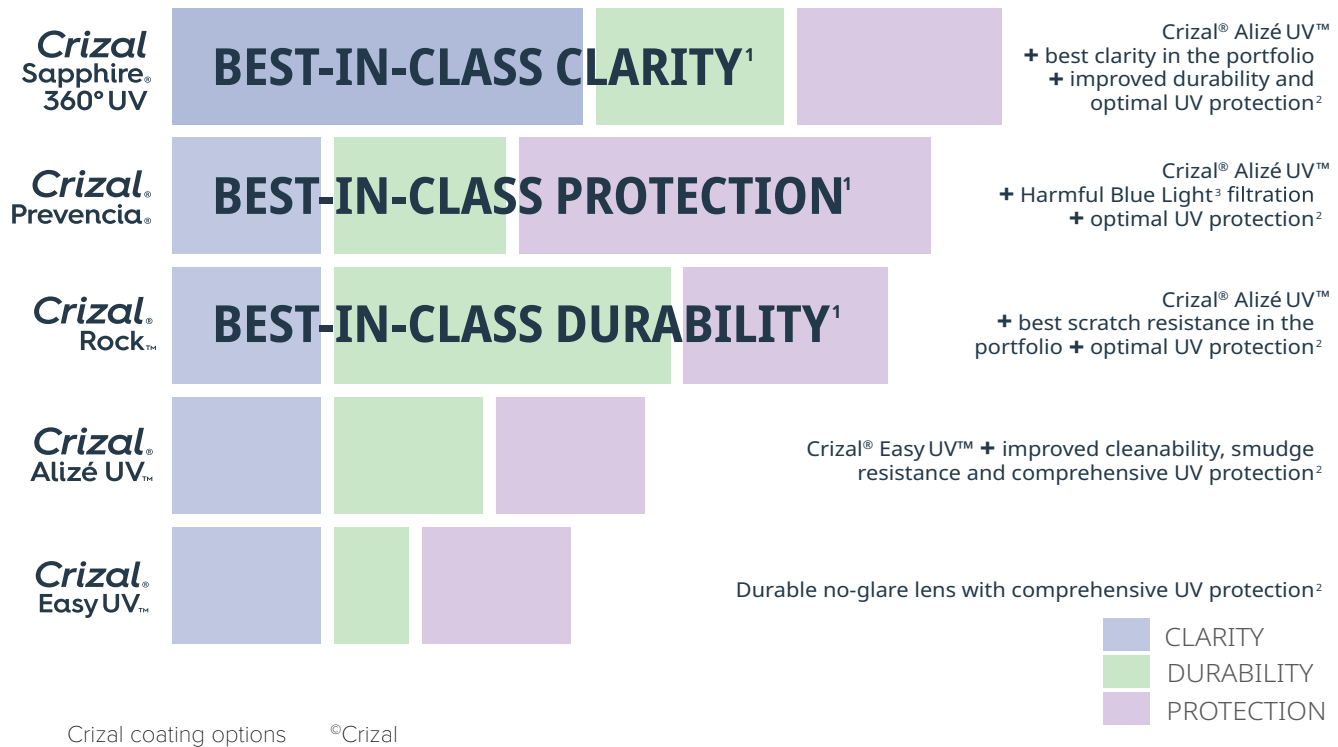 Crizal
Sapphire®
360° UV
BEST-IN-CLASS CLARITY¹
Crizal® Alizé UV™
+ best clarity in the portfolio
+ improved durability and
optimal UV protection²
Crizal®
Prevencia®
BEST-IN-CLASS PROTECTION¹
Crizal® Alizé UV™
+ Harmful Blue Light³ filtration
+ optimal UV protection²
Crizal®
Rock™
BEST-IN-CLASS DURABILITY¹
Crizal® Alizé UV™
+ best scratch resistance in the
portfolio + optimal UV protection²
Crizal®
Alizé UV™
Crizal® Easy UV™ + improved cleanability, smudge
resistance and comprehensive UV protection²
Crizal®
Easy UV™
Durable no-glare lens with comprehensive UV protection²
CLARITY
DURABILITY
PROTECTION
Crizal coating options ©Crizal